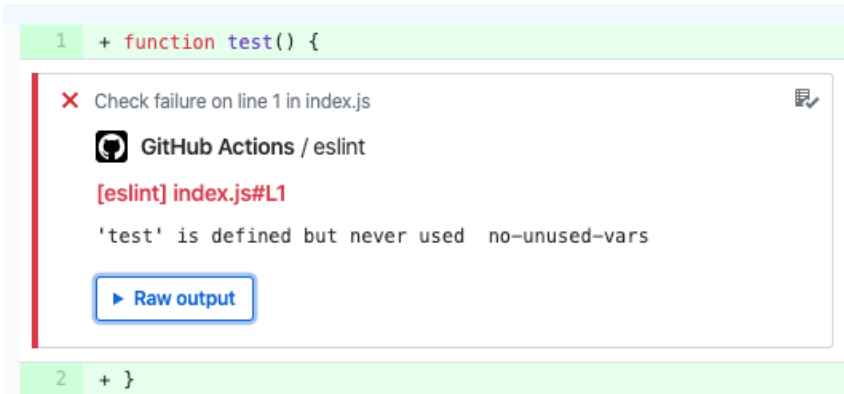 1 + function test() {
Check failure on line 1 in index.js
GitHub Actions / eslint
[eslint] index.js#L1
'test' is defined but never used  no-unused-vars
Raw output
2 + }